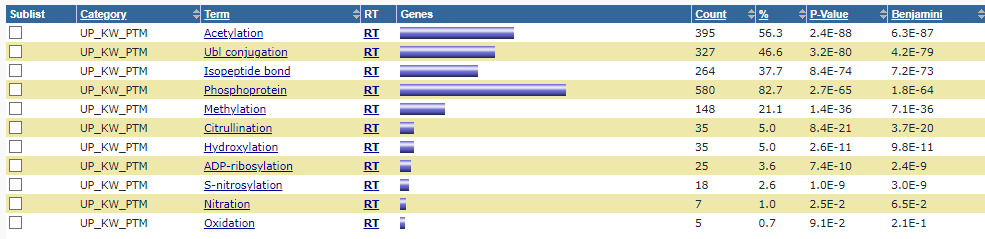 Sublist Category Term RT Genes Count % P-Value Benjamini
UP_KW_PTM Acetylation RT 395 56.3 2.4E-88 6.3E-87
UP_KW_PTM Ubl conjugation RT 327 46.6 3.2E-80 4.2E-79
UP_KW_PTM Isopeptide bond RT 264 37.7 8.4E-74 7.2E-73
UP_KW_PTM Phosphoprotein RT 580 82.7 2.7E-65 1.8E-64
UP_KW_PTM Methylation RT 148 21.1 1.4E-36 7.1E-36
UP_KW_PTM Citrullination RT 35 5.0 8.4E-21 3.7E-20
UP_KW_PTM Hydroxylation RT 35 5.0 2.6E-11 9.8E-11
UP_KW_PTM ADP-ribosylation RT 25 3.6 7.4E-10 2.4E-9
UP_KW_PTM S-nitrosylation RT 18 2.6 1.0E-9 3.0E-9
UP_KW_PTM Nitration RT 7 1.0 2.5E-2 6.5E-2
UP_KW_PTM Oxidation RT 5 0.7 9.1E-2 2.1E-1